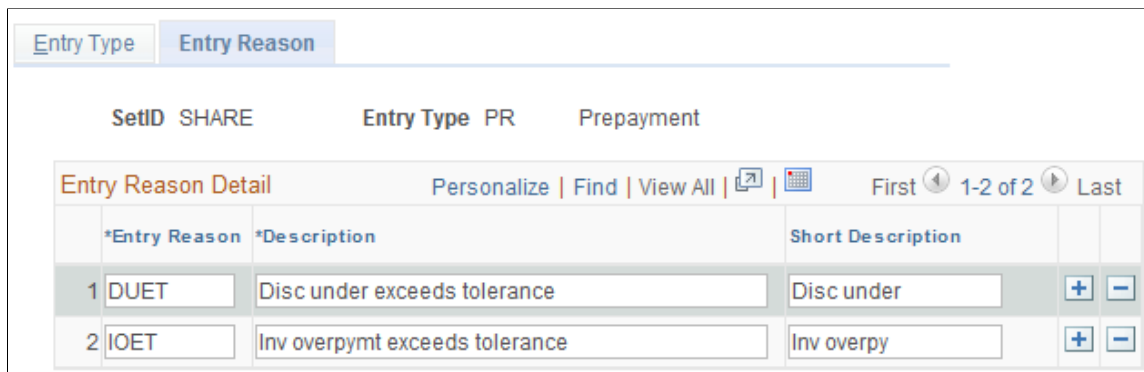 Entry Type Entry Reason
SetID SHARE Entry Type PR Prepayment
Entry Reason Detail Personalize | Find | View All | | First 1-2 of 2 Last
*Entry Reason *Description Short Description
1 DUET Disc under exceeds tolerance Disc under + -
2 IOET Inv overpymt exceeds tolerance Inv overpy + -